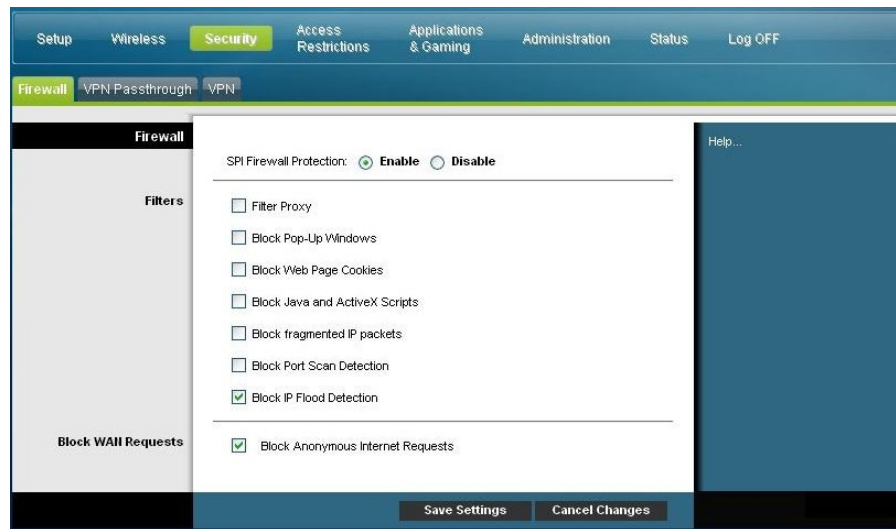 Setup Wireless Security Access Restrictions Applications & Gaming Administration Status Log OFF
Firewall VPN Passthrough VPN
Firewall
Help...
SPI Firewall Protection: Enable Disable
Filters
Filter Proxy
Block Pop-Up Windows
Block Web Page Cookies
Block Java and ActiveX Scripts
Block fragmented IP packets
Block Port Scan Detection
Block IP Flood Detection
Block WAN Requests
Block Anonymous Internet Requests
Save Settings Cancel Changes